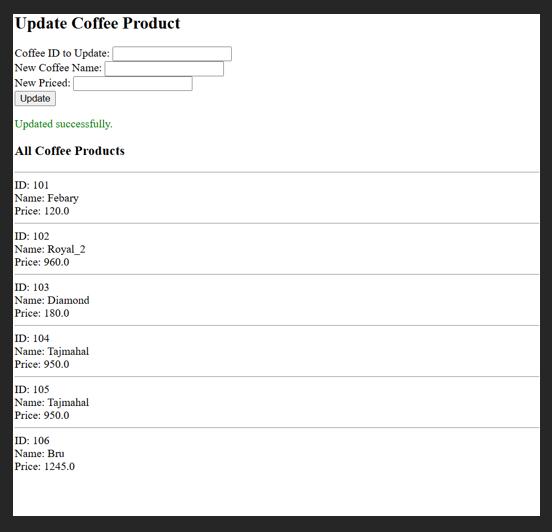 Update Coffee Product
Coffee ID to Update:
New Coffee Name:
New Priced:
Update
Updated successfully.
All Coffee Products
ID: 101
Name: Febary
Price: 120.0
ID: 102
Name: Royal_2
Price: 960.0
ID: 103
Name: Diamond
Price: 180.0
ID: 104
Name: Tajmahal
Price: 950.0
ID: 105
Name: Tajmahal
Price: 950.0
ID: 106
Name: Bru
Price: 1245.0